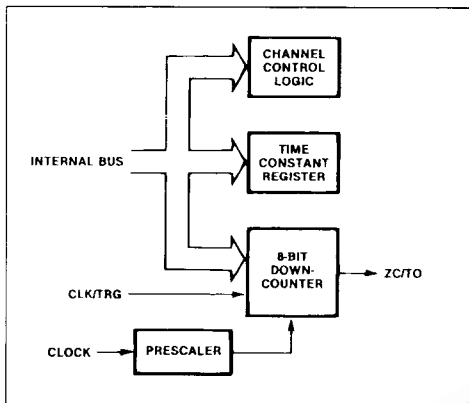 CHANNEL
CONTROL
LOGIC
INTERNAL BUS
TIME
CONSTANT
REGISTER
8-BIT
DOWN-
COUNTER
ZC/TO
CLK/TRG
CLOCK
PRESCALER